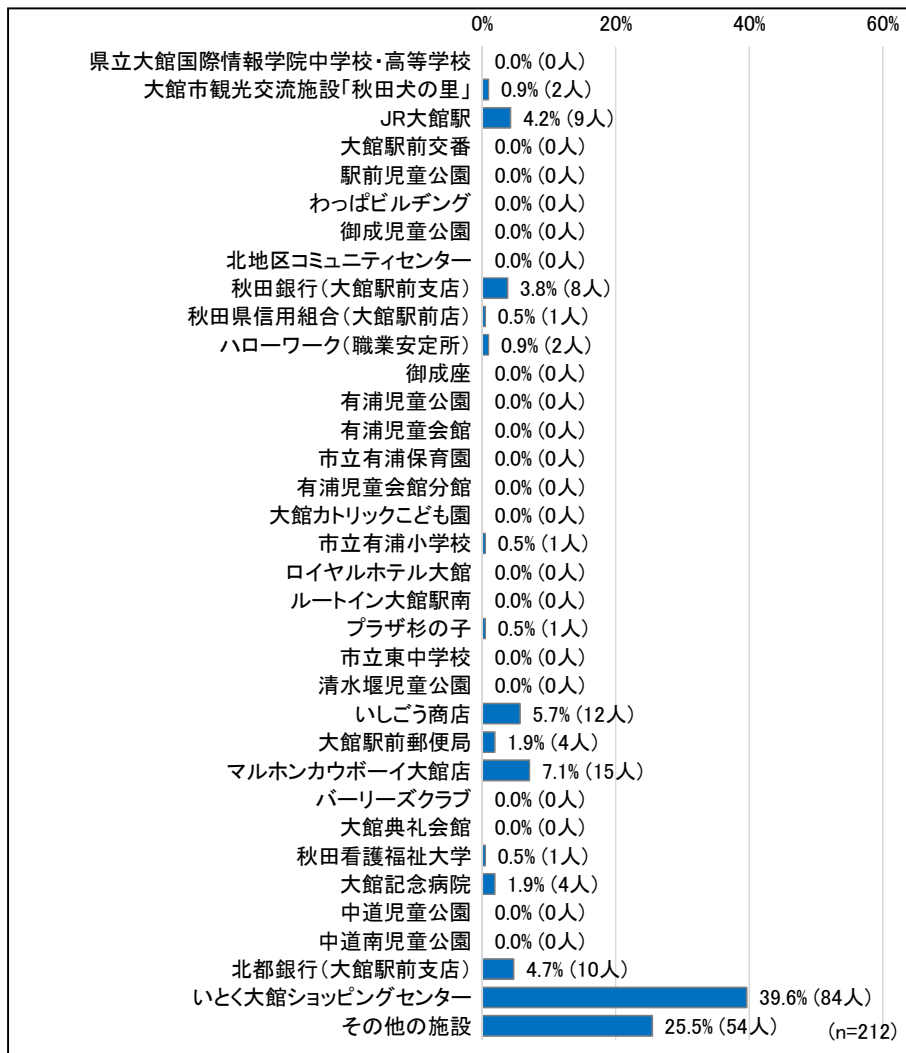 0% 20% 40% 60%
県立大館国際情報学院中学校・高等学校 0.0%(0人)
大館市観光交流施設「秋田犬の里」 0.9%(2人)
JR大館駅 4.2%(9人)
大館駅前交番 0.0%(0人)
駅前児童公園 0.0%(0人)
わっぱビルヂング 0.0%(0人)
御成児童公園 0.0%(0人)
北地区コミュニティセンター 0.0%(0人)
秋田銀行(大館駅前支店) 3.8%(8人)
秋田県信用組合(大館駅前店) 0.5%(1人)
ハローワーク(職業安定所) 0.9%(2人)
御成座 0.0%(0人)
有浦児童公園 0.0%(0人)
有浦児童会館 0.0%(0人)
市立有浦保育園 0.0%(0人)
有浦児童会館分館 0.0%(0人)
大館カトリックこども園 0.0%(0人)
市立有浦小学校 0.5%(1人)
ロイヤルホテル大館 0.0%(0人)
ルートイン大館駅南 0.0%(0人)
プラザ杉の子 0.5%(1人)
市立東中学校 0.0%(0人)
清水堰児童公園 0.0%(0人)
いしごう商店 5.7%(12人)
大館駅前郵便局 1.9%(4人)
マルホンカウボーイ大館店 7.1%(15人)
バーリーズクラブ 0.0%(0人)
大館典礼会館 0.0%(0人)
秋田看護福祉大学 0.5%(1人)
大館記念病院 1.9%(4人)
中道児童公園 0.0%(0人)
中道南児童公園 0.0%(0人)
北都銀行(大館駅前支店) 4.7%(10人)
いとく大館ショッピングセンター 39.6%(84人)
その他の施設 25.5%(54人) (n=212)